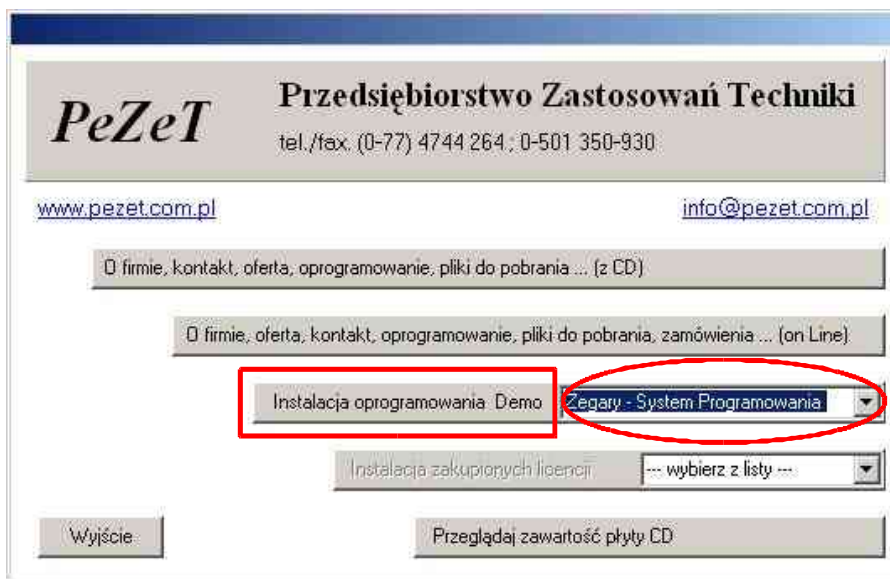 PeZeT
Przedsiębiorstwo Zastosowań Techniki
tel./fax. (0-77) 4744 264 ; 0-501 350-930
www.pezet.com.pl
info@pezet.com.pl
O firmie, kontakt, oferta, oprogramowanie, pliki do pobrania ... (z CD)
O firmie, oferta, kontakt, oprogramowanie, pliki do pobrania, zamówienia ... (on Line)
Instalacja oprogramowania Demo
Zegary - System Programowania
Instalacja zakupionych licencji
--- wybierz z listy ---
Wyjście
Przeglądaj zawartość płyty CD